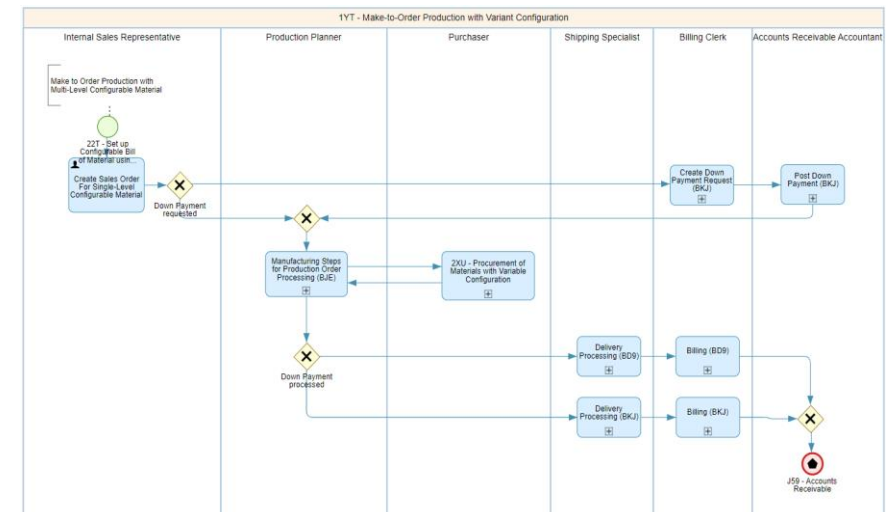 1YT - Make-to-Order Production with Variant Configuration
Internal Sales Representative
Production Planner
Purchaser
Shipping Specialist
Billing Clerk
Accounts Receivable Accountant
Make to Order Production with
Multi-Level Configurable Material
22T - Set up
Configurable Bill
of Material usin...
Create Sales Order
For Single-Level
Configurable Material
Down Payment
requested
Create Down
Payment Request
(BKJ)
Post Down
Payment (BKJ)
Manufacturing Steps
for Production Order
Processing (BJE)
2XU - Procurement of
Materials with Variable
Configuration
Down Payment
processed
Delivery
Processing (BD9)
Billing (BD9)
Delivery
Processing (BKJ)
Billing (BKJ)
J59 - Accounts
Receivable